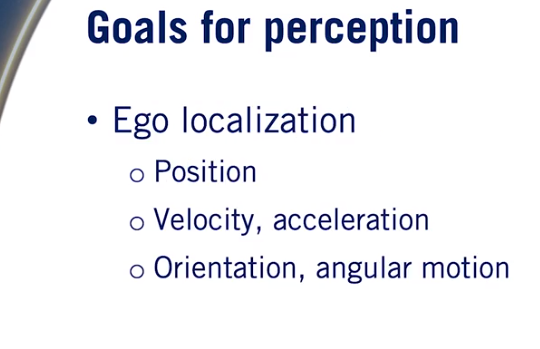 Goals for perception
• Ego localization
o Position
o Velocity, acceleration
o Orientation, angular motion